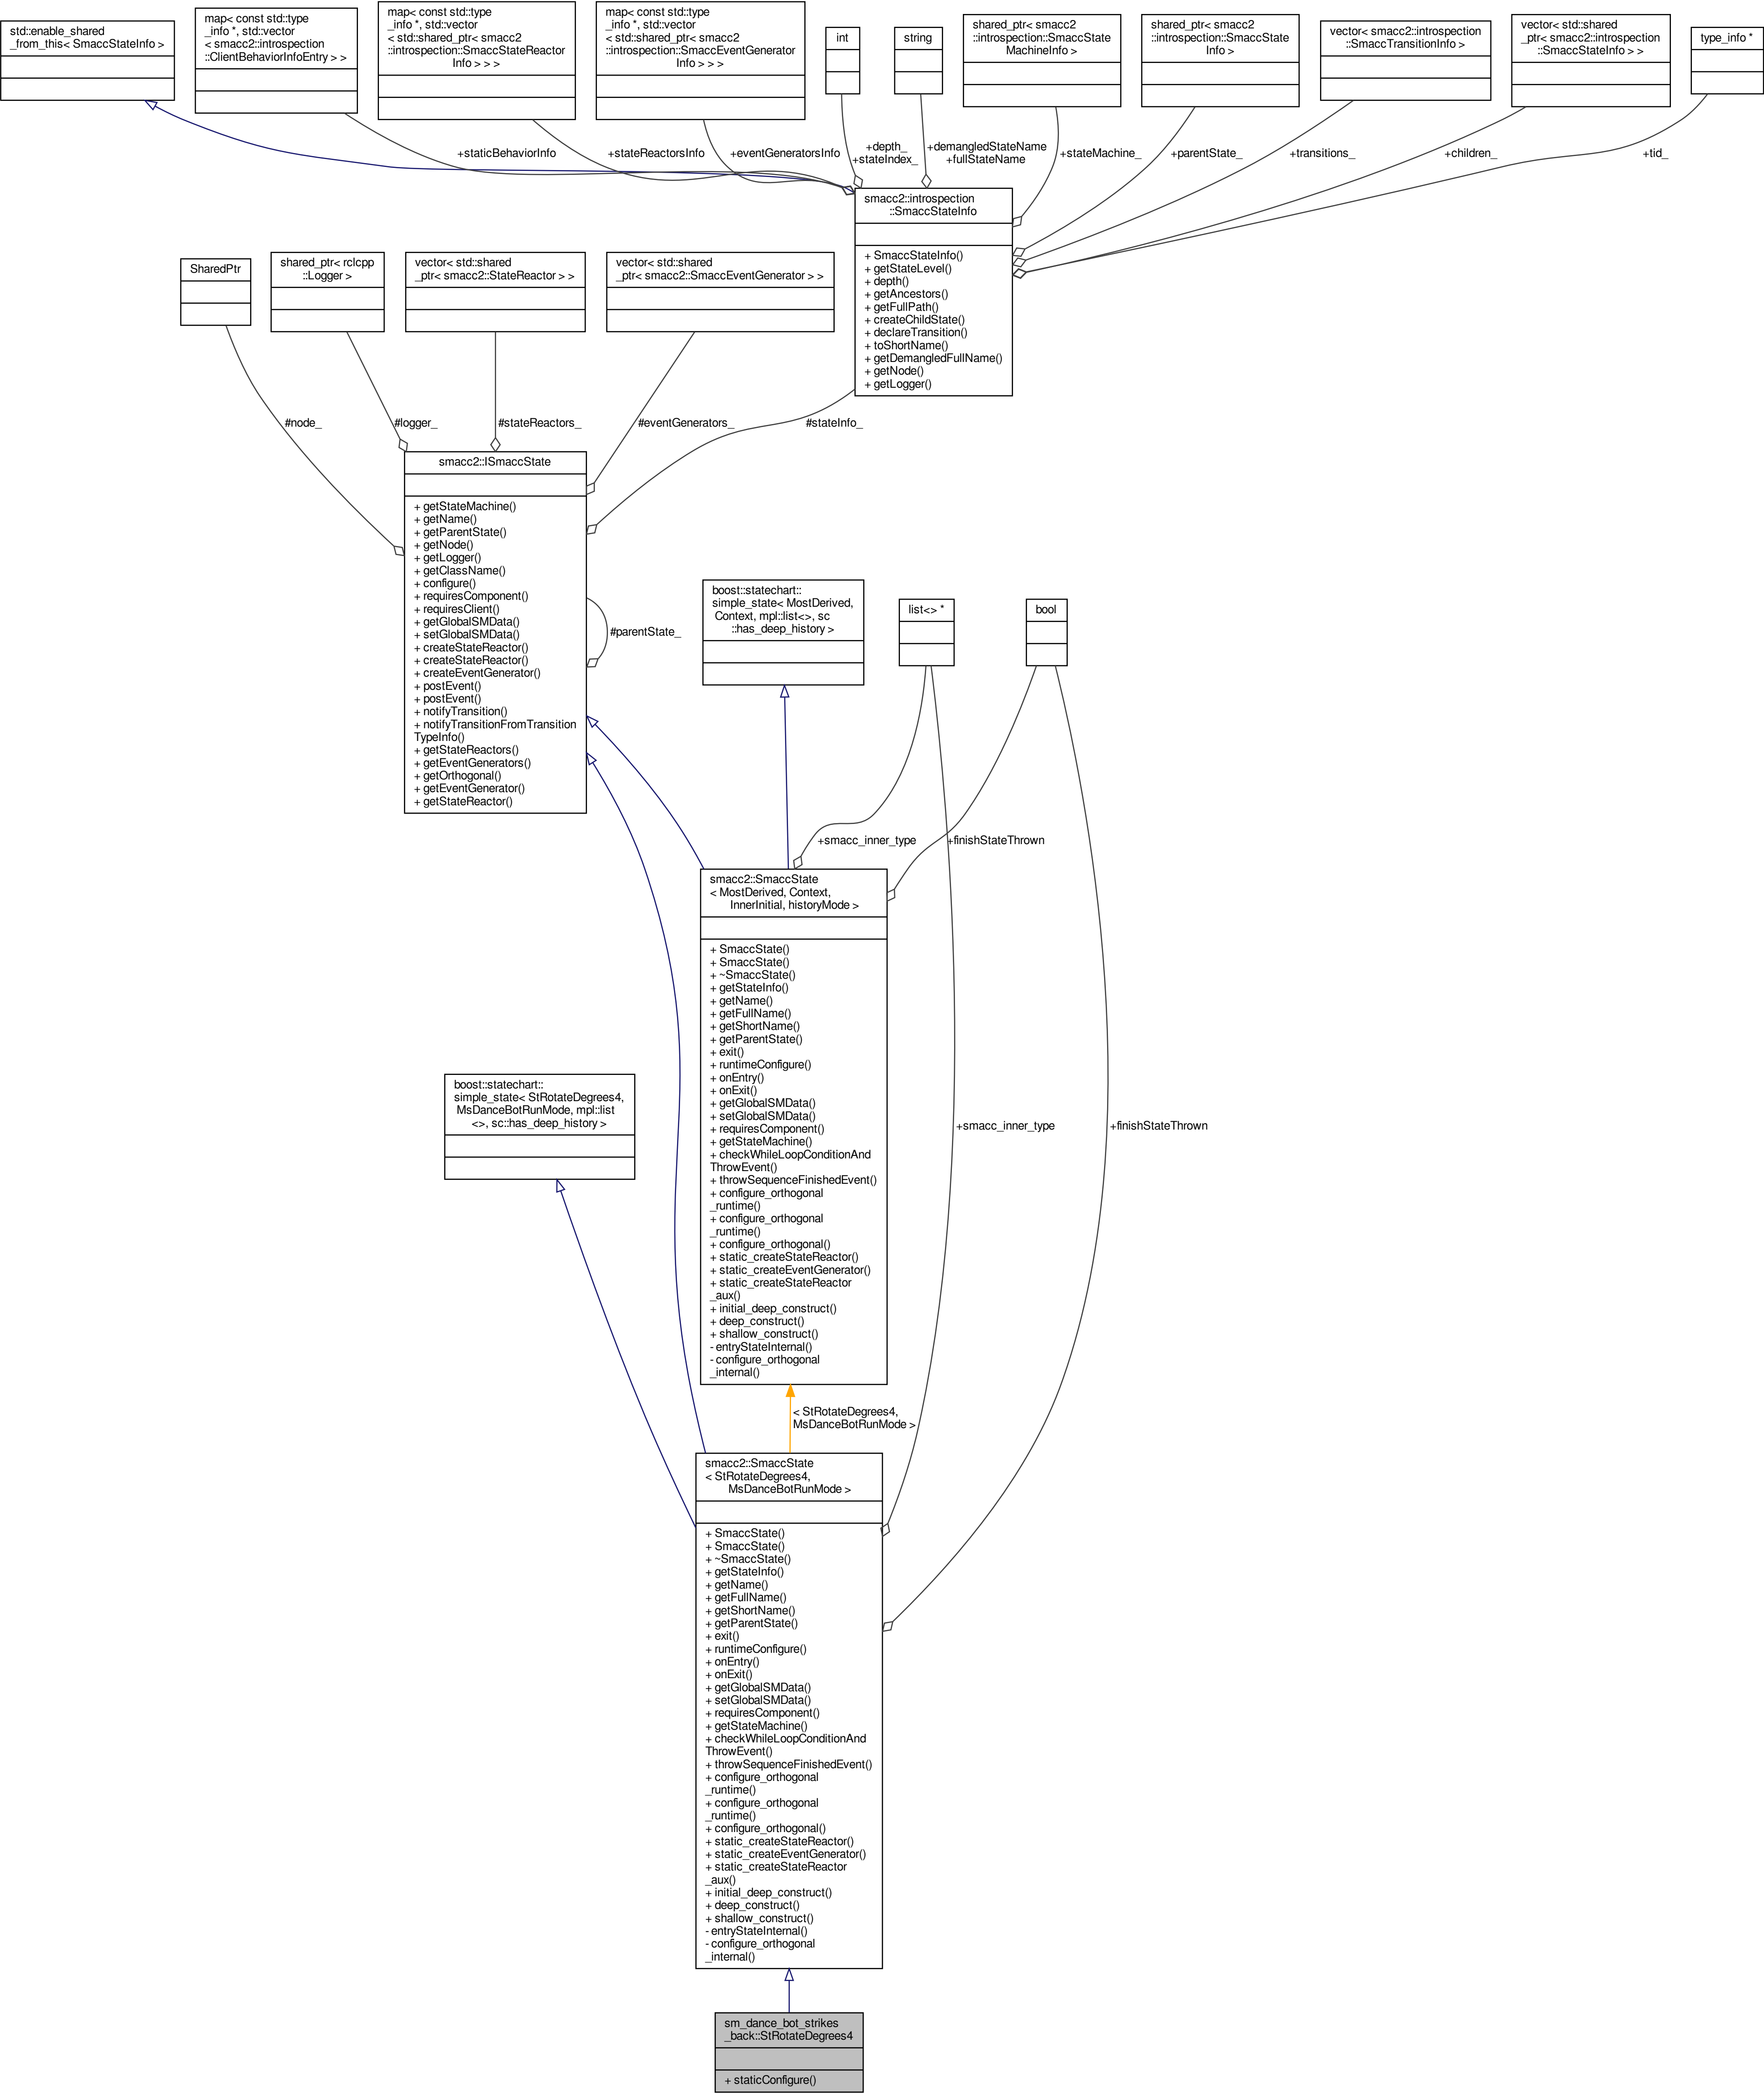 std::enable_shared
_from_this< SmaccStateInfo >
map< const std::type
_info *, std::vector
< smacc2::introspection
::ClientBehaviorInfoEntry > >
map< const std::type
_info *, std::vector
< std::shared_ptr< smacc2
::introspection::SmaccStateReactor
Info > > >
map< const std::type
_info *, std::vector
< std::shared_ptr< smacc2
::introspection::SmaccEventGenerator
Info > > >
int
string
shared_ptr< smacc2
::introspection::SmaccState
MachineInfo >
shared_ptr< smacc2
::introspection::SmaccState
Info >
vector< smacc2::introspection
::SmaccTransitionInfo >
vector< std::shared
_ptr< smacc2::introspection
::SmaccStateInfo > >
type_info *
+staticBehaviorInfo
+stateReactorsInfo
+eventGeneratorsInfo
+depth_
+stateIndex_
+demangledStateName
+fullStateName
+stateMachine_
+parentState_
+transitions_
+children_
+tid_
smacc2::introspection
::SmaccStateInfo
+ SmaccStateInfo()
+ getStateLevel()
+ depth()
+ getAncestors()
+ getFullPath()
+ createChildState()
+ declareTransition()
+ toShortName()
+ getDemangledFullName()
+ getNode()
+ getLogger()
SharedPtr
shared_ptr< rclcpp
::Logger >
vector< std::shared
_ptr< smacc2::StateReactor > >
vector< std::shared
_ptr< smacc2::SmaccEventGenerator > >
#node_
#logger_
#stateReactors_
#eventGenerators_
#stateInfo_
smacc2::ISmaccState
+ getStateMachine()
+ getName()
+ getParentState()
+ getNode()
+ getLogger()
+ getClassName()
+ configure()
+ requiresComponent()
+ requiresClient()
+ getGlobalSMData()
+ setGlobalSMData()
+ createStateReactor()
+ createStateReactor()
+ createEventGenerator()
+ postEvent()
+ postEvent()
+ notifyTransition()
+ notifyTransitionFromTransition
TypeInfo()
+ getStateReactors()
+ getEventGenerators()
+ getOrthogonal()
+ getEventGenerator()
+ getStateReactor()
#parentState_
boost::statechart::
simple_state< MostDerived,
Context, mpl::list<>, sc
::has_deep_history >
list<> *
bool
+smacc_inner_type
+finishStateThrown
smacc2::SmaccState
< MostDerived, Context,
InnerInitial, historyMode >
+ SmaccState()
+ SmaccState()
+ ~SmaccState()
+ getStateInfo()
+ getName()
+ getFullName()
+ getShortName()
+ getParentState()
+ exit()
+ runtimeConfigure()
+ onEntry()
+ onExit()
+ getGlobalSMData()
+ setGlobalSMData()
+ requiresComponent()
+ getStateMachine()
+ checkWhileLoopConditionAnd
ThrowEvent()
+ throwSequenceFinishedEvent()
+ configure_orthogonal
_runtime()
+ configure_orthogonal
_runtime()
+ configure_orthogonal()
+ static_createStateReactor()
+ static_createEventGenerator()
+ static_createStateReactor
_aux()
+ initial_deep_construct()
+ deep_construct()
+ shallow_construct()
- entryStateInternal()
- configure_orthogonal
_internal()
boost::statechart::
simple_state< StRotateDegrees4,
MsDanceBotRunMode, mpl::list
<>, sc::has_deep_history >
+smacc_inner_type
+finishStateThrown
< StRotateDegrees4,
MsDanceBotRunMode >
smacc2::SmaccState
< StRotateDegrees4,
MsDanceBotRunMode >
+ SmaccState()
+ SmaccState()
+ ~SmaccState()
+ getStateInfo()
+ getName()
+ getFullName()
+ getShortName()
+ getParentState()
+ exit()
+ runtimeConfigure()
+ onEntry()
+ onExit()
+ getGlobalSMData()
+ setGlobalSMData()
+ requiresComponent()
+ getStateMachine()
+ checkWhileLoopConditionAnd
ThrowEvent()
+ throwSequenceFinishedEvent()
+ configure_orthogonal
_runtime()
+ configure_orthogonal
_runtime()
+ configure_orthogonal()
+ static_createStateReactor()
+ static_createEventGenerator()
+ static_createStateReactor
_aux()
+ initial_deep_construct()
+ deep_construct()
+ shallow_construct()
- entryStateInternal()
- configure_orthogonal
_internal()
sm_dance_bot_strikes
_back::StRotateDegrees4
+ staticConfigure()